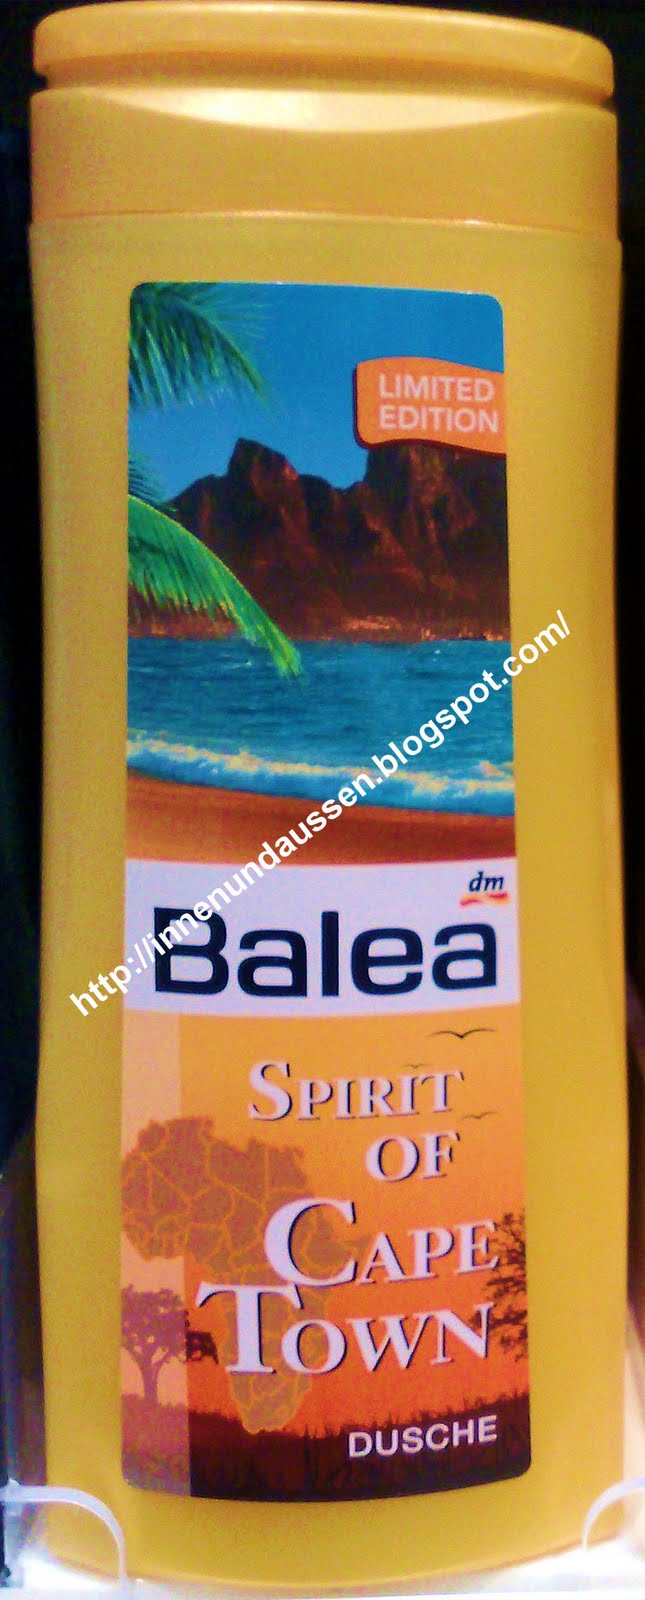 LIMITED
EDITION
http://innenundaussen.blogspot.com/
dm
Balea
SPIRIT
OF
CAPE
TOWN
DUSCHE